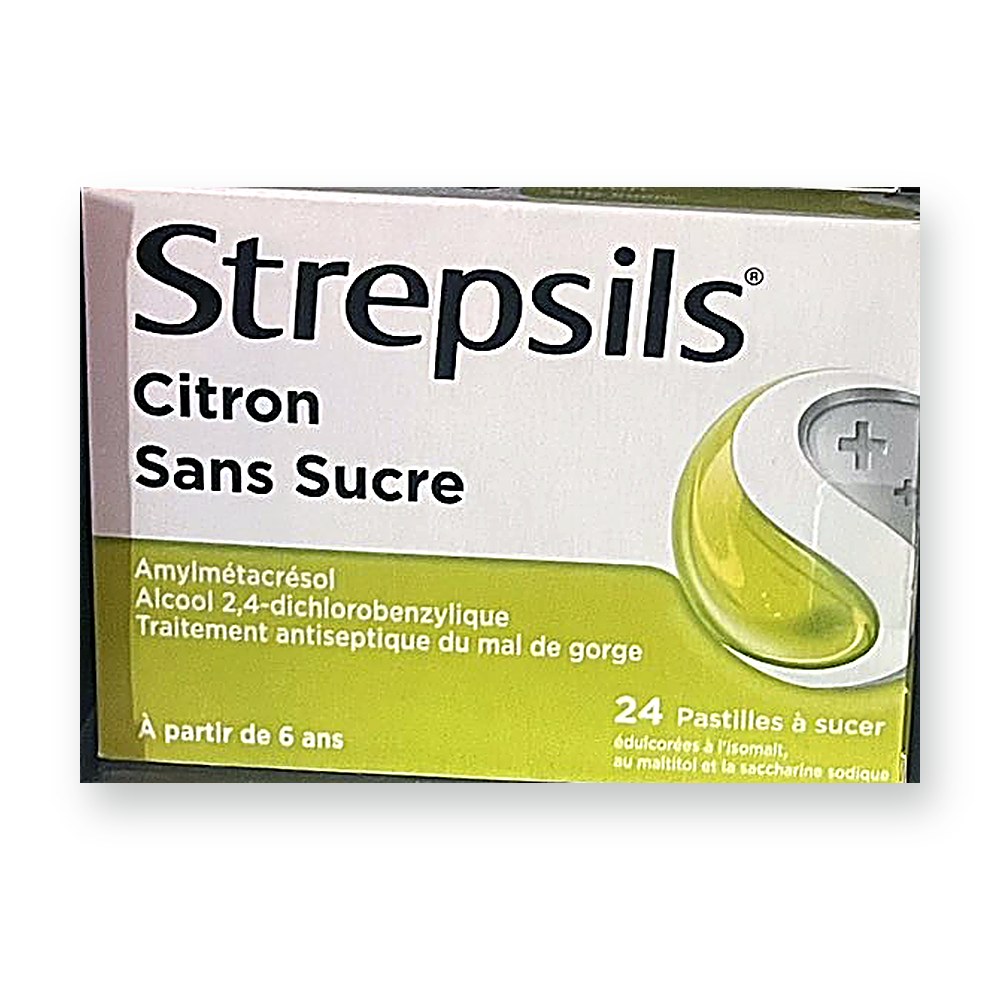 Strepsils®
Citron
Sans Sucre
Amylmétacrésol
Alcool 2,4-dichlorobenzylique
Traitement antiseptique du mal de gorge
À partir de 6 ans
24 Pastilles à sucer
édulcorées à l'isomalt,
au maltitol et la saccharine sodique